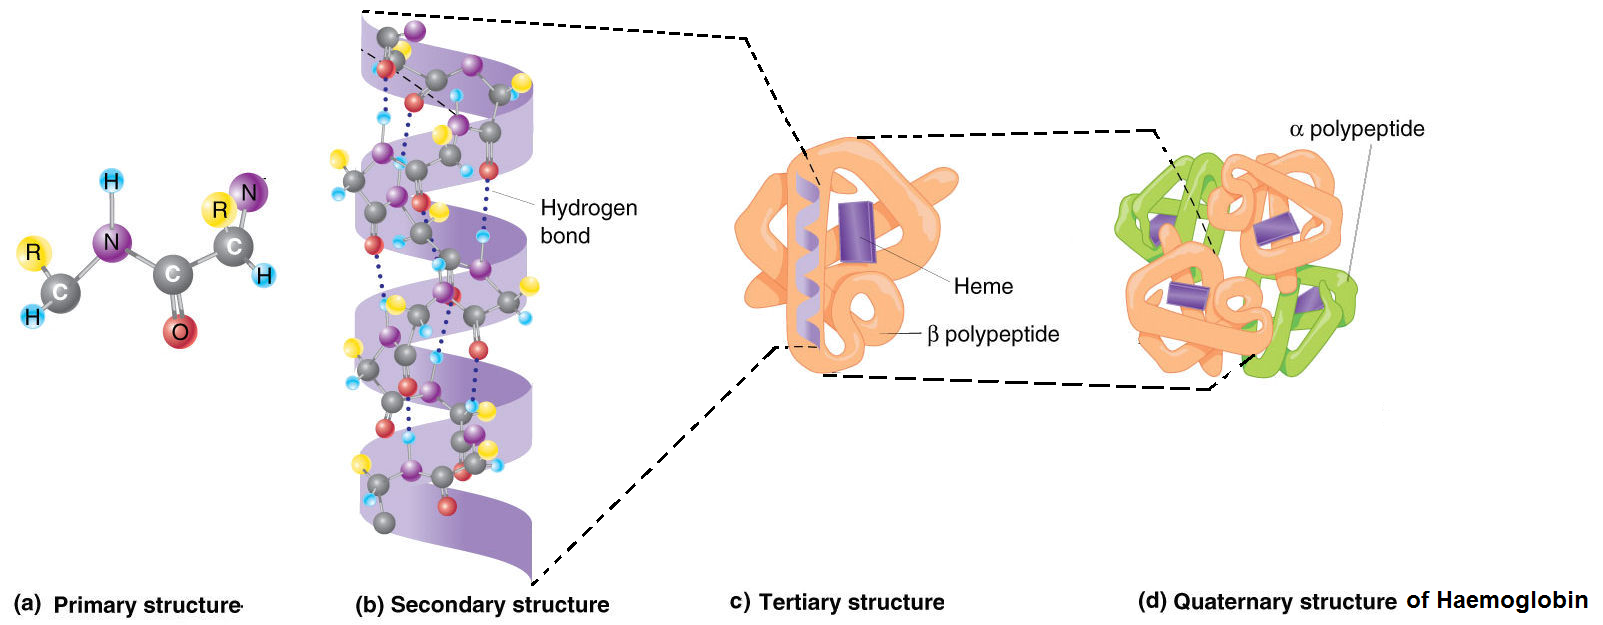 H
R
N
C
H
N
C
O
R
C
H
Hydrogen
bond
Heme
β polypeptide
α polypeptide
(a) Primary structure
(b) Secondary structure
c) Tertiary structure
(d) Quaternary structure of Haemoglobin